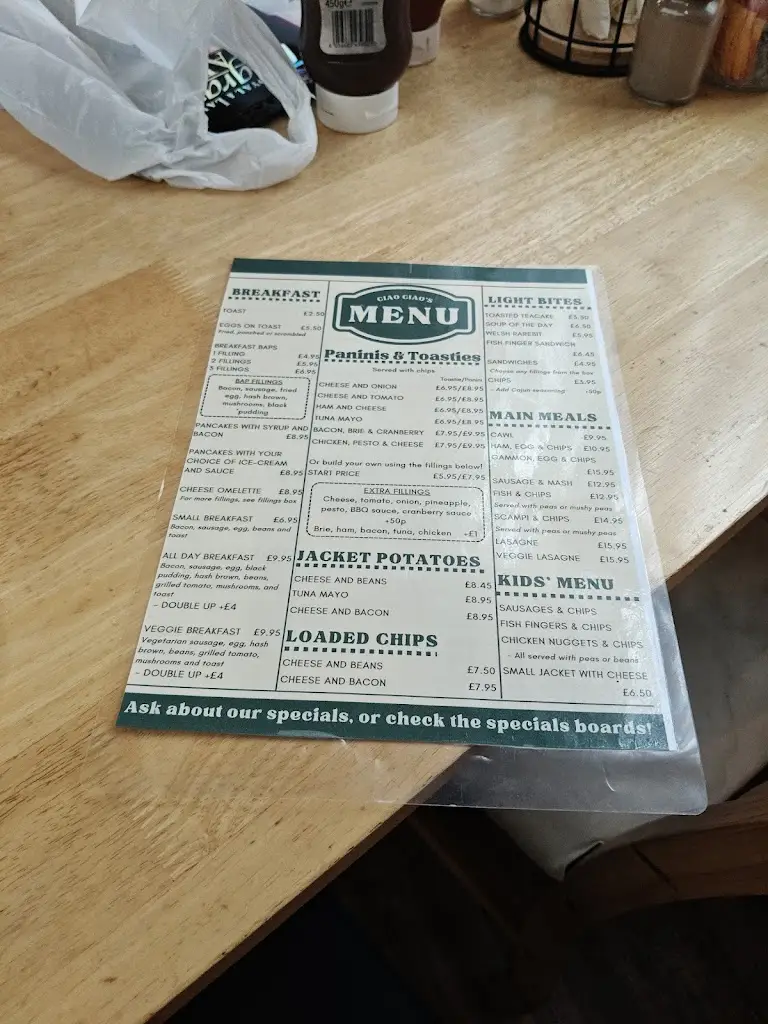 450g
CIAO CIAO'S
MENU
BREAKFAST
TOAST £2.50
EGGS ON TOAST £5.50
Fried, poached or scrambled
BREAKFAST BAPS
1 FILLING £4.95
2 FILLINGS £5.95
3 FILLINGS £6.95
BAP FILLINGS
Bacon, sausage, fried
egg, hash brown,
mushrooms, black
pudding
PANCAKES WITH SYRUP AND
BACON £8.95
PANCAKES WITH YOUR
CHOICE OF ICE-CREAM
AND SAUCE £8.95
CHEESE OMELETTE £8.95
For more fillings, see fillings box
SMALL BREAKFAST £6.95
Bacon, sausage, egg, beans and
toast
ALL DAY BREAKFAST £9.95
Bacon, sausage, egg, black
pudding, hash brown, beans,
grilled tomato, mushrooms, and
toast
- DOUBLE UP +£4
VEGGIE BREAKFAST £9.95
Vegetarian sausage, egg, hash
brown, beans, grilled tomato,
mushrooms and toast
- DOUBLE UP +£4
Paninis & Toasties
Served with chips
Toastie/Panini
CHEESE AND ONION £6.95/£8.95
CHEESE AND TOMATO £6.95/£8.95
HAM AND CHEESE £6.95/£8.95
TUNA MAYO £6.95/£8.95
BACON, BRIE & CRANBERRY £7.95/£9.95
CHICKEN, PESTO & CHEESE £7.95/£9.95
Or build your own using the fillings below!
START PRICE £5.95/£7.95
EXTRA FILLINGS
Cheese, tomato, onion, pineapple,
pesto, BBQ sauce, cranberry sauce
+50p
Brie, ham, bacon, tuna, chicken +£1
JACKET POTATOES
CHEESE AND BEANS £8.45
TUNA MAYO £8.95
CHEESE AND BACON £8.95
LOADED CHIPS
CHEESE AND BEANS £7.50
CHEESE AND BACON £7.95
LIGHT BITES
TOASTED TEACAKE £3.50
SOUP OF THE DAY £6.50
WELSH RAREBIT £5.95
FISH FINGER SANDWICH
£6.45
SANDWICHES £4.95
Choose any fillings from the box
CHIPS £3.95
- Add Cajun seasoning +50p
MAIN MEALS
CAWL £9.95
HAM, EGG & CHIPS £10.95
GAMMON, EGG & CHIPS
£15.95
SAUSAGE & MASH £12.95
FISH & CHIPS £12.95
Served with peas or mushy peas
SCAMPI & CHIPS £14.95
Served with peas or mushy peas
LASAGNE £15.95
VEGGIE LASAGNE £15.95
KIDS' MENU
SAUSAGES & CHIPS
FISH FINGERS & CHIPS
CHICKEN NUGGETS & CHIPS
- All served with peas or beans
SMALL JACKET WITH CHEESE
£6.50
Ask about our specials, or check the specials boards!